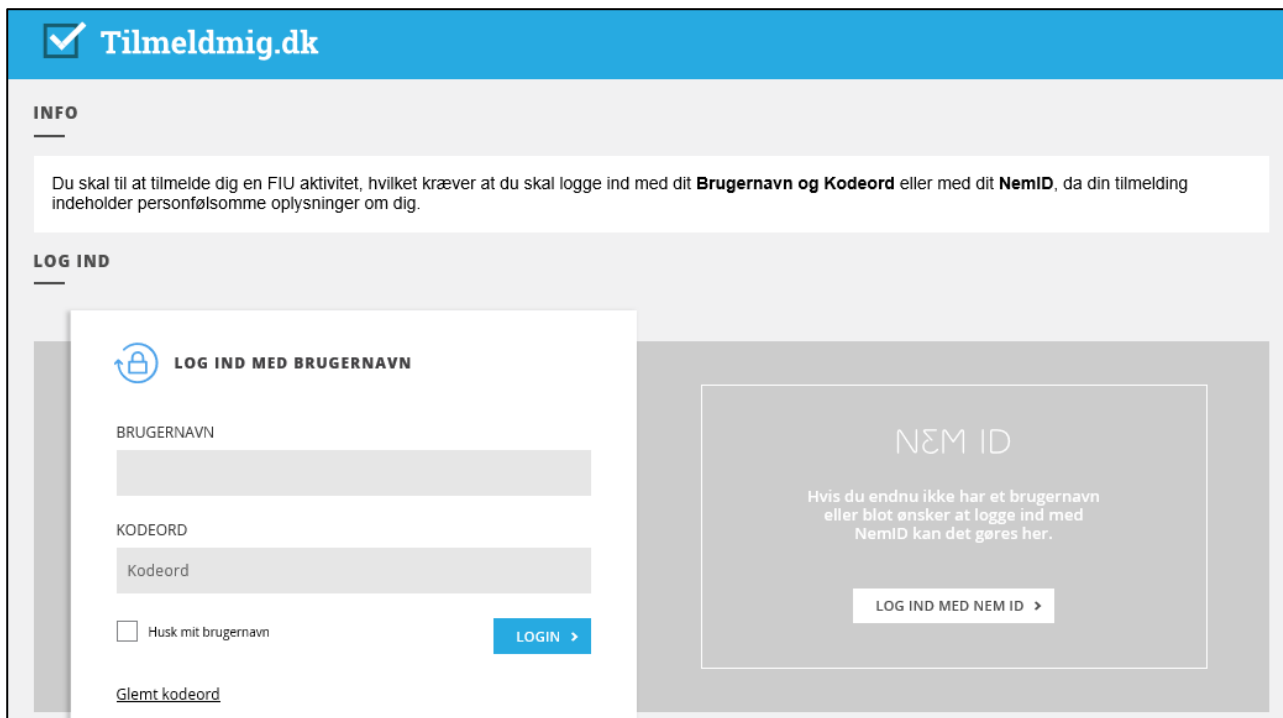 Tilmeldmig.dk
INFO
Du skal til at tilmelde dig en FIU aktivitet, hvilket kræver at du skal logge ind med dit Brugernavn og Kodeord eller med dit NemID, da din tilmelding
indeholder personfølsomme oplysninger om dig.
LOG IND
LOG IND MED BRUGERNAVN
BRUGERNAVN
KODEORD
Kodeord
Husk mit brugernavn
LOGIN >
Glemt kodeord
NEM ID
Hvis du endnu ikke har et brugernavn
eller blot ønsker at logge ind med
NemID kan det gøres her.
LOG IND MED NEM ID >